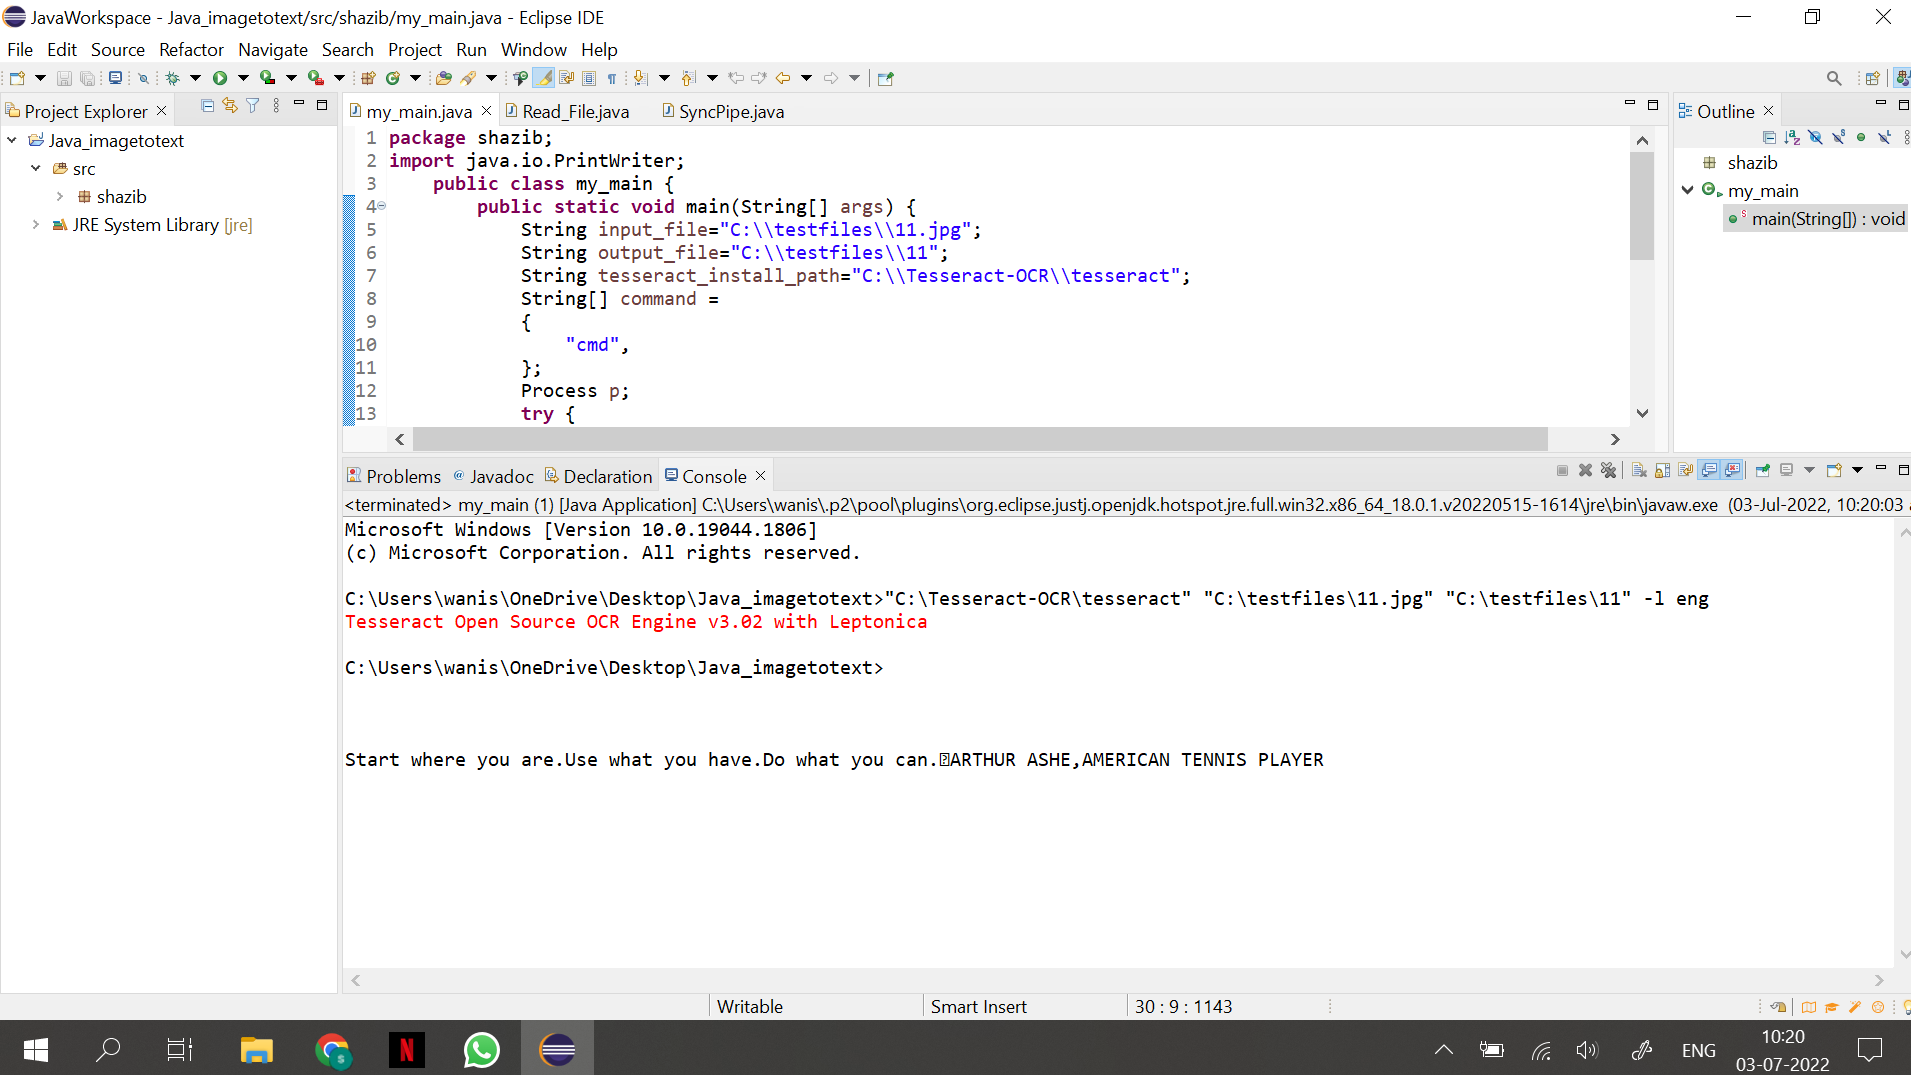 JavaWorkspace - Java_imagetotext/src/shazib/my_main.java - Eclipse IDE
File Edit Source Refactor Navigate Search Project Run Window Help
Project Explorer
Java_imagetotext
src
shazib
JRE System Library [jre]
my_main.java Read_File.java SyncPipe.java
1 package shazib;
2 import java.io.PrintWriter;
3 public class my_main {
4 public static void main(String[] args) {
5 String input_file="C:\\testfiles\\11.jpg";
6 String output_file="C:\\testfiles\\11";
7 String tesseract_install_path="C:\\Tesseract-OCR\\tesseract";
8 String[] command =
9 {
10 "cmd",
11 };
12 Process p;
13 try {
Outline
shazib
my_main
main(String[]) : void
Problems Javadoc Declaration Console
<terminated> my_main (1) [Java Application] C:\Users\wanis\.p2\pool\plugins\org.eclipse.justj.openjdk.hotspot.jre.full.win32.x86_64_18.0.1.v20220515-1614\jre\bin\javaw.exe (03-Jul-2022, 10:20:03
Microsoft Windows [Version 10.0.19044.1806]
(c) Microsoft Corporation. All rights reserved.
C:\Users\wanis\OneDrive\Desktop\Java_imagetotext>"C:\Tesseract-OCR\tesseract" "C:\testfiles\11.jpg" "C:\testfiles\11" -l eng
Tesseract Open Source OCR Engine v3.02 with Leptonica
C:\Users\wanis\OneDrive\Desktop\Java_imagetotext>
Start where you are.Use what you have.Do what you can.ARTHUR ASHE,AMERICAN TENNIS PLAYER
Writable Smart Insert 30 : 9 : 1143
N ENG 10:20
03-07-2022